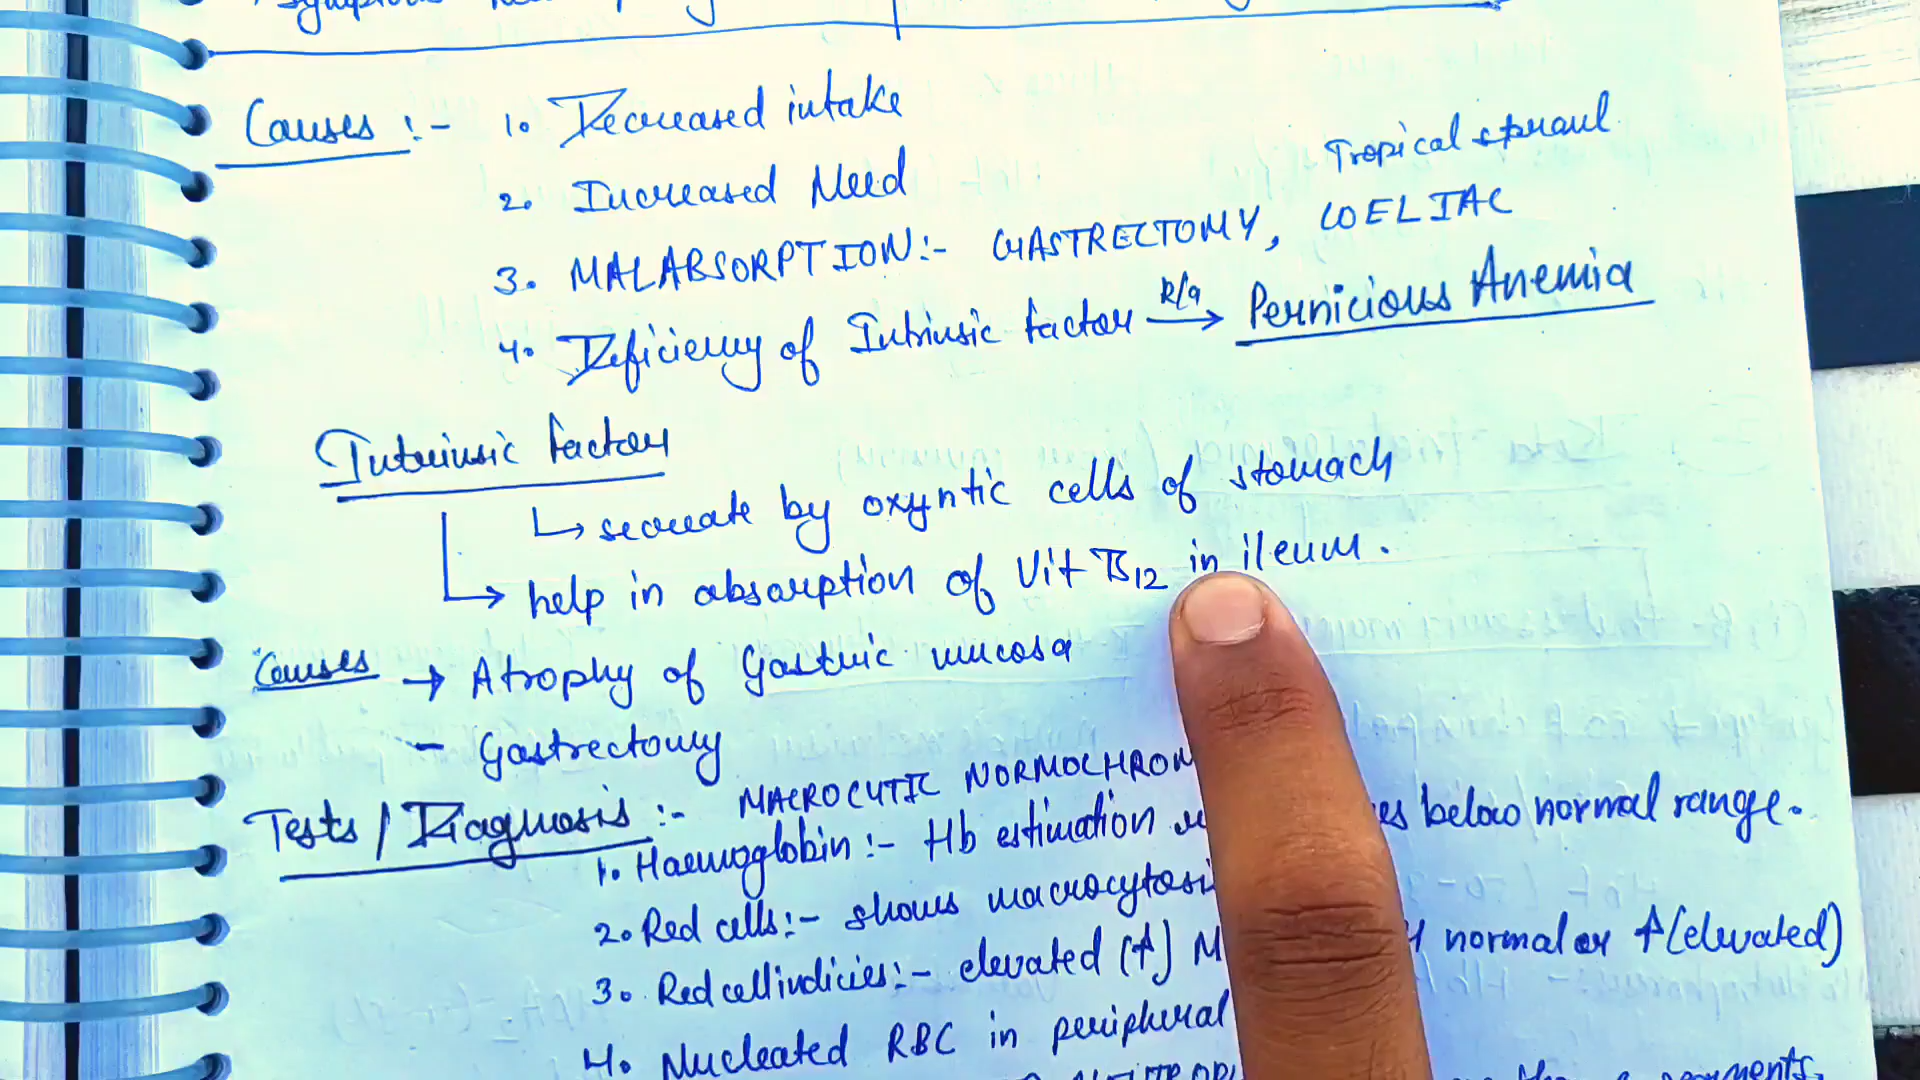 Causes :- 1. Decreased intake
2. Increased Need
Tropical spraul
3. MALABSORPTION:- GASTRECTOMY, COELIAC
4. Deficiency of Intrinsic factor k/a → Pernicious Anemia
Intrinsic factor
↳ secreate by oxyntic cells of stomach
↳ help in absorption of Vit B12 in ileum.
Causes → Atrophy of Gastric mucosa
- Gastrectomy
Tests / Diagnosis :- MACROCYTIC NORMOCHROM
1. Haemoglobin :- Hb estimation es below normal range.
2. Red cells:- shows macrocytosi
3. Red cell indicies:- elevated (↑) M normal or ↑ (elevated)
4. Nucleated RBC in peripheral